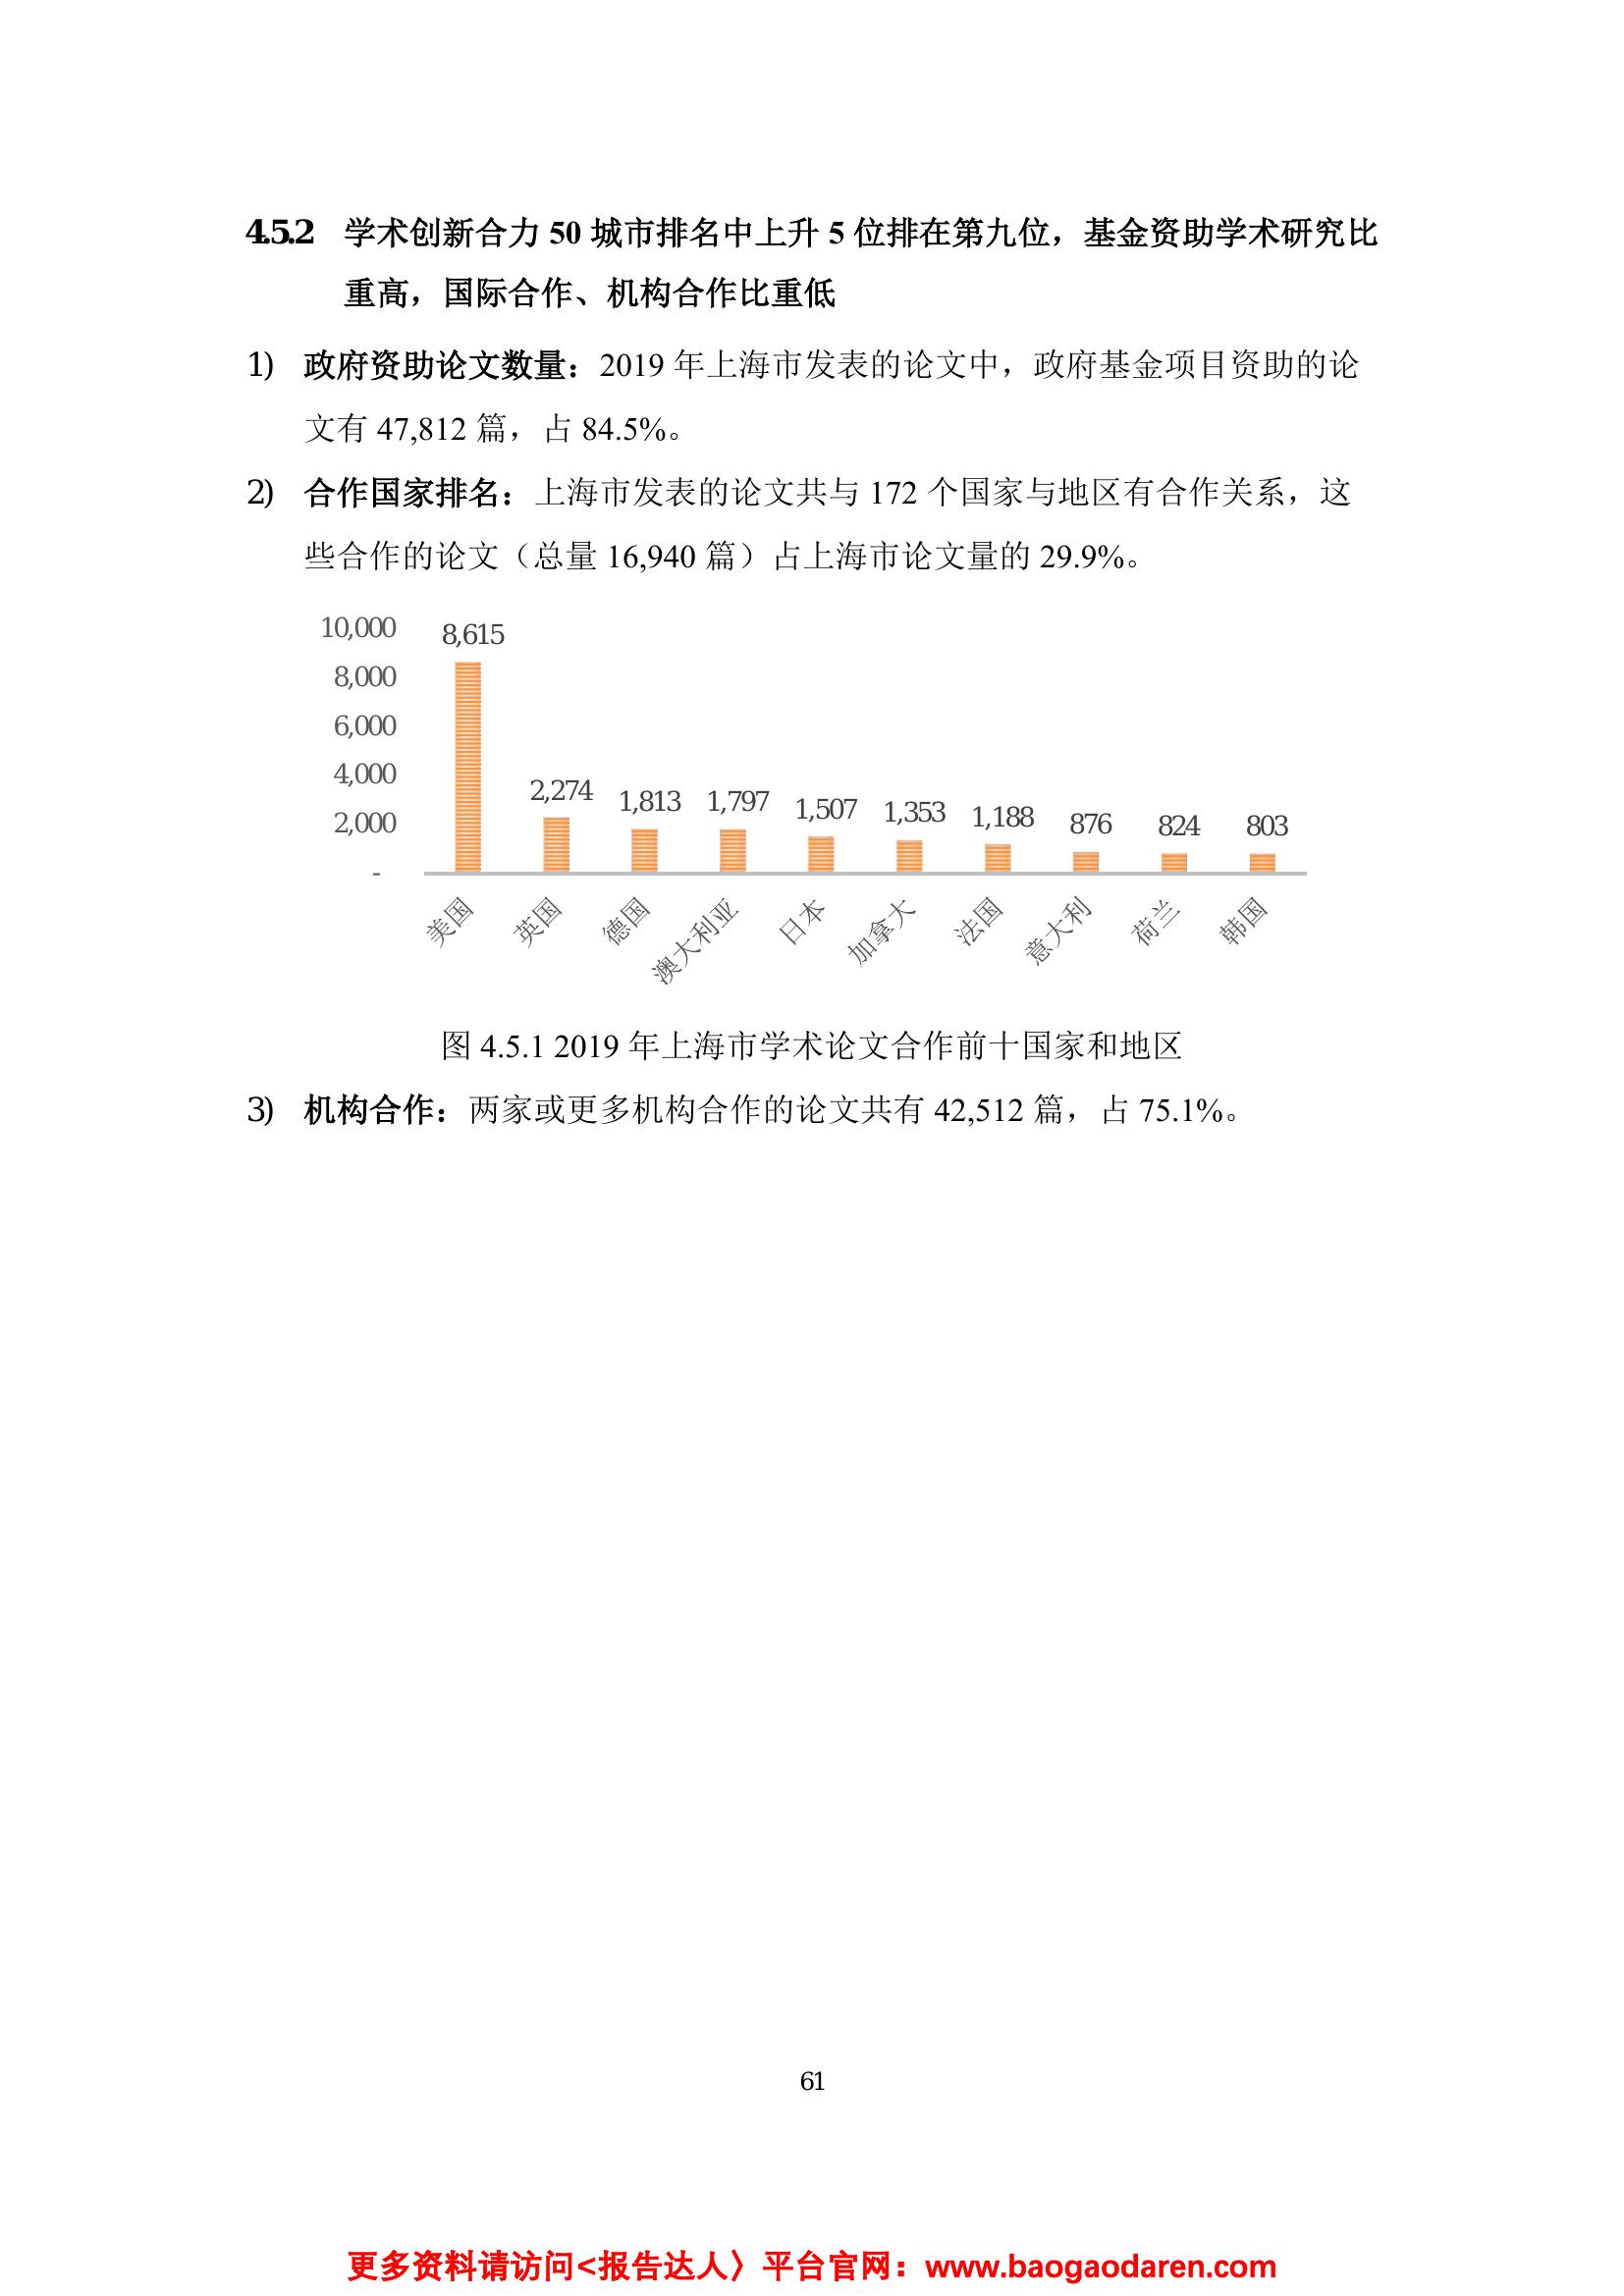 4.5.2 学术创新合力 50 城市排名中上升 5 位排在第九位，基金资助学术研究比
重高，国际合作、机构合作比重低
1) 政府资助论文数量：2019 年上海市发表的论文中，政府基金项目资助的论
文有 47,812 篇，占 84.5%。
2) 合作国家排名：上海市发表的论文共与 172 个国家与地区有合作关系，这
些合作的论文（总量 16,940 篇）占上海市论文量的 29.9%。
10,000
8,000
6,000
4,000
2,000
-
8,615
2,274
1,813
1,797
1,507
1,353
1,188
876
824
803
美国
英国
德国
澳大利亚
日本
加拿大
法国
意大利
荷兰
韩国
图 4.5.1 2019 年上海市学术论文合作前十国家和地区
3) 机构合作：两家或更多机构合作的论文共有 42,512 篇，占 75.1%。
61
更多资料请访问<报告达人〉平台官网：www.baogaodaren.com